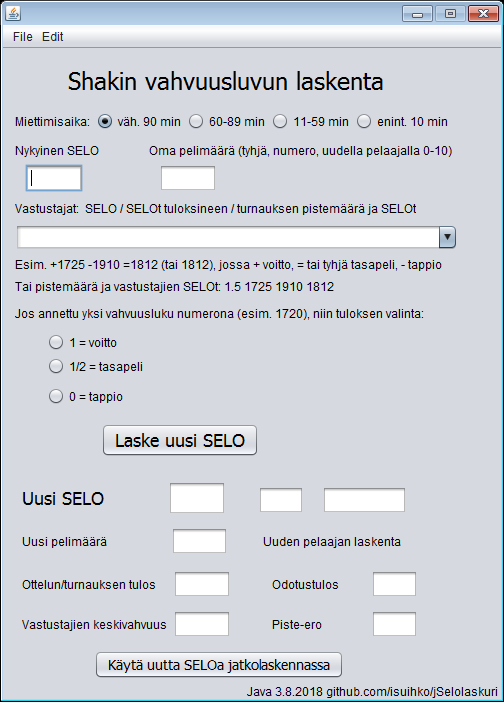 File Edit
Shakin vahvuusluvun laskenta
Miettimisaika: väh. 90 min 60-89 min 11-59 min enint. 10 min
Nykyinen SELO Oma pelimäärä (tyhjä, numero, uudella pelaajalla 0-10)
Vastustajat: SELO / SELOt tuloksineen / turnauksen pistemäärä ja SELOt
Esim. +1725 -1910 =1812 (tai 1812), jossa + voitto, = tai tyhjä tasapeli, - tappio
Tai pistemäärä ja vastustajien SELOt: 1.5 1725 1910 1812
Jos annettu yksi vahvuusluku numerona (esim. 1720), niin tuloksen valinta:
1 = voitto
1/2 = tasapeli
0 = tappio
Laske uusi SELO
Uusi SELO
Uusi pelimäärä Uuden pelaajan laskenta
Ottelun/turnauksen tulos Odotustulos
Vastustajien keskivahvuus Piste-ero
Käytä uutta SELOa jatkolaskennassa
Java 3.8.2018 github.com/isuihko/jSelolaskuri